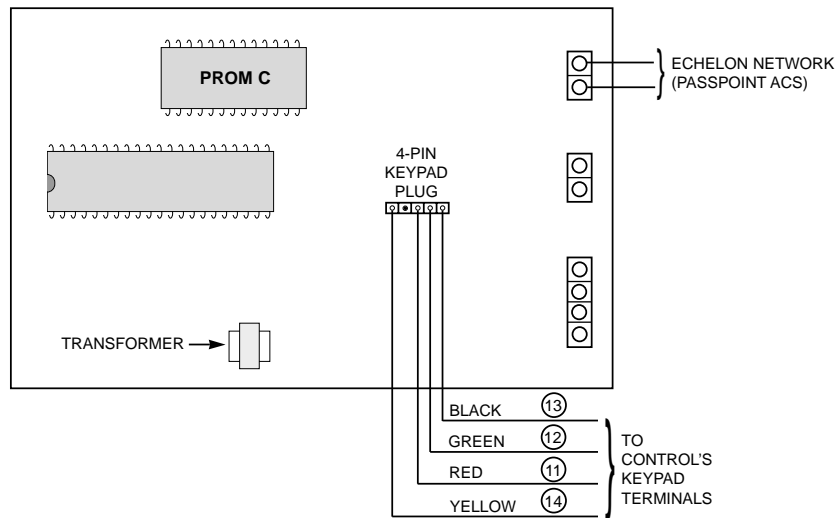 PROM C
ECHELON NETWORK
(PASSPOINT ACS)
4-PIN
KEYPAD
PLUG
TRANSFORMER
BLACK 13
GREEN 12
RED 11
YELLOW 14
TO
CONTROL'S
KEYPAD
TERMINALS